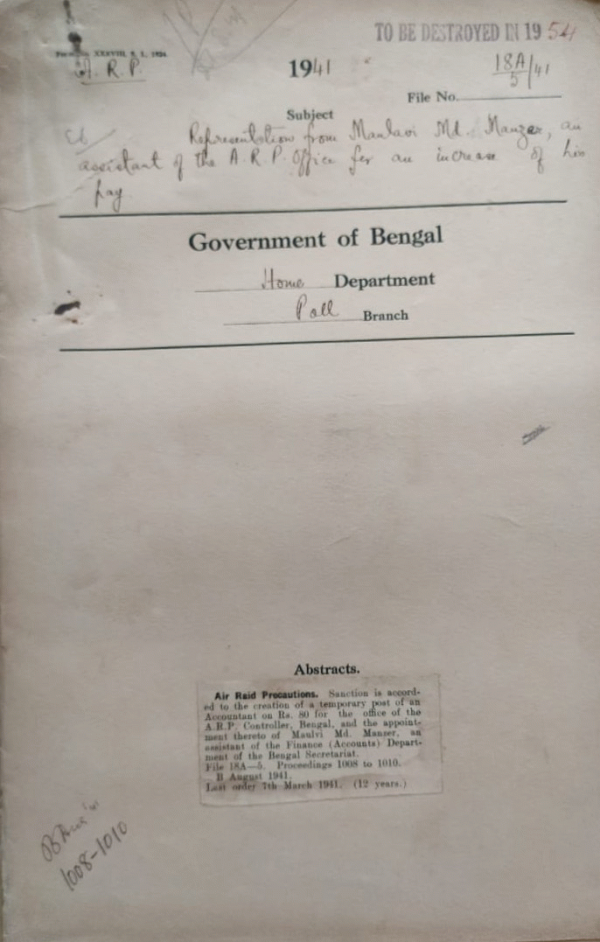 TO BE DESTROYED IN 1954
A. R. P.
1941
18A/5/41
File No.
Subject
Representation from Maulavi Md. Manzer, an
assistant of the A.R.P. Office for an increase of his
pay
Government of Bengal
Home Department
Poll Branch
Abstracts.
Air Raid Precautions. Sanction is accord-
ed to the creation of a temporary post of an
Accountant on Rs. 80 for the office of the
A.R.P. Controller, Bengal, and the appoint-
ment thereto of Maulvi Md. Manzer, an
assistant of the Finance (Accounts) Depart-
ment of the Bengal Secretariat.
File 18A—5. Proceedings 1008 to 1010.
B August 1941.
Last order 7th March 1941. (12 years.)
1008-1010